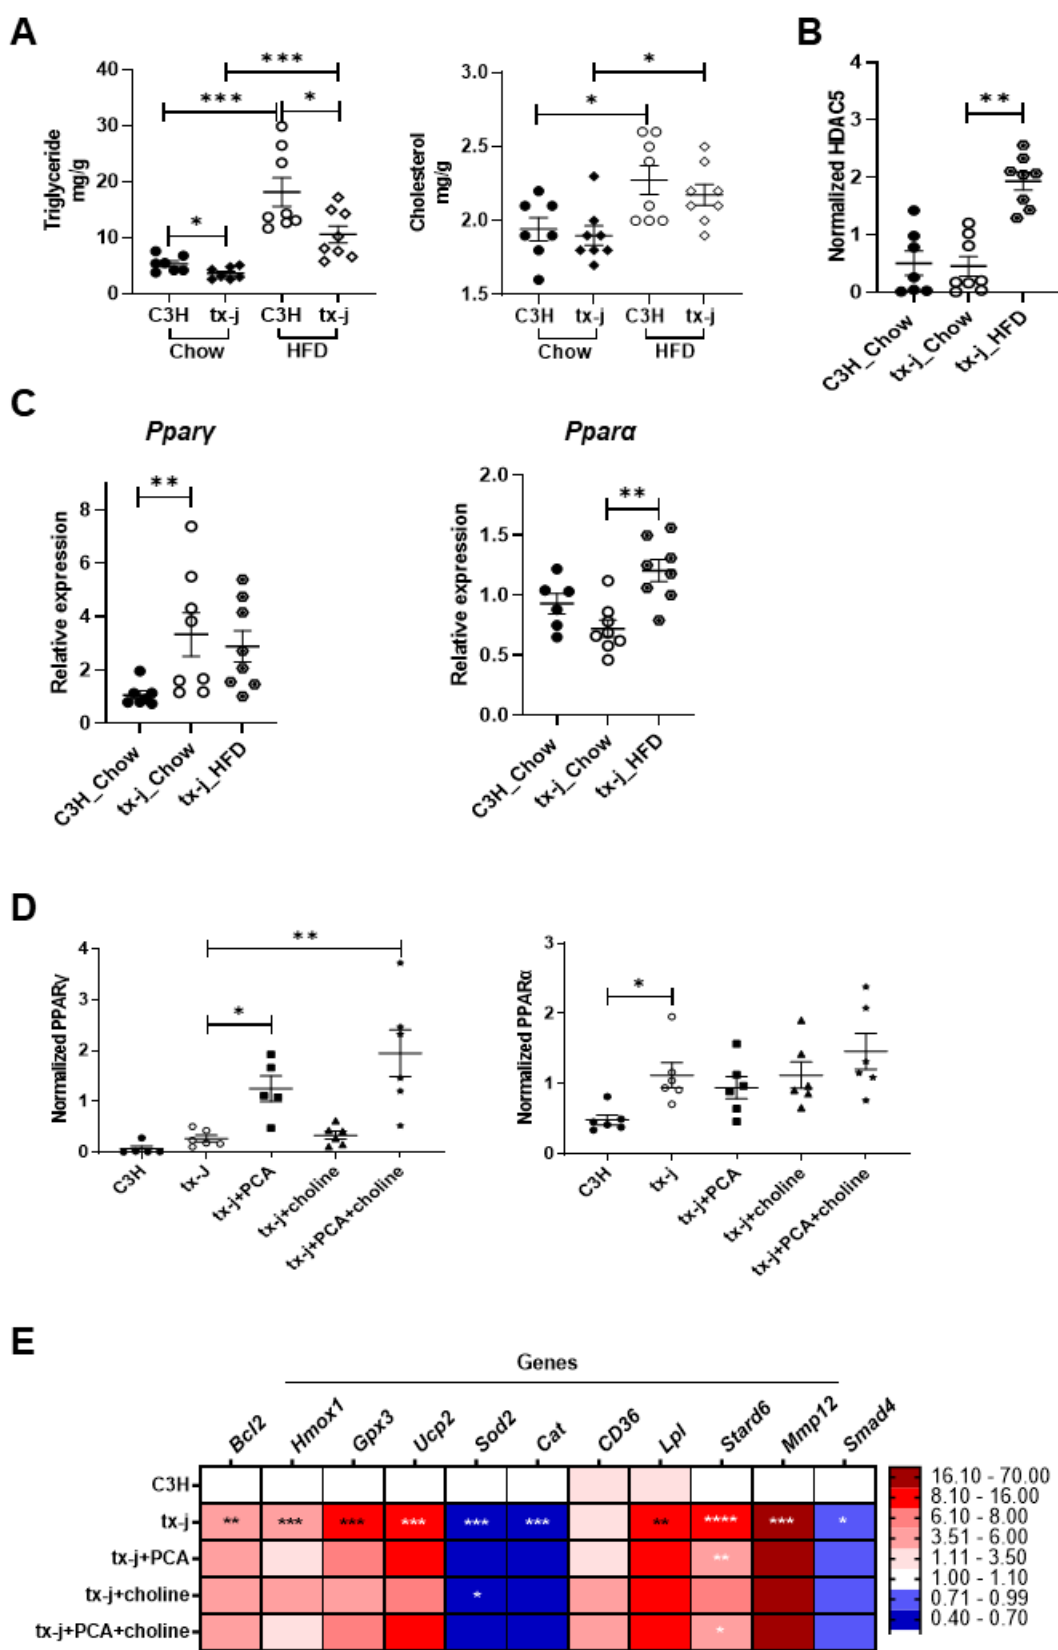 A
Triglyceride
mg/g
40
30
20
10
0
***
***
*
*
C3H
tx-j
C3H
tx-j
Chow
HFD
Cholesterol
mg/g
3.0
2.5
2.0
1.5
*
*
C3H
tx-j
C3H
tx-j
Chow
HFD
B
Normalized HDAC5
4
3
2
1
0
**
C3H_Chow
tx-j_Chow
tx-j_HFD
C
Pparγ
Relative expression
8
6
4
2
0
**
C3H_Chow
tx-j_Chow
tx-j_HFD
Pparα
Relative expression
2.0
1.5
1.0
0.5
0.0
**
C3H_Chow
tx-j_Chow
tx-j_HFD
D
Normalized PPARγ
4
3
2
1
0
**
*
C3H
tx-J
tx-j+PCA
tx-j+choline
tx-j+PCA+choline
Normalized PPARα
3
2
1
0
*
C3H
tx-j
tx-j+PCA
tx-j+choline
tx-j+PCA+choline
E
Genes
Bcl2 Hmox1 Gpx3 Ucp2 Sod2 Cat CD36 Lpl Stard6 Mmp12 Smad4
C3H
tx-j ** *** *** *** *** *** ** **** *** *
tx-j+PCA **
tx-j+choline *
tx-j+PCA+choline *
16.10 - 70.00
8.10 - 16.00
6.10 - 8.00
3.51 - 6.00
1.11 - 3.50
1.00 - 1.10
0.71 - 0.99
0.40 - 0.70